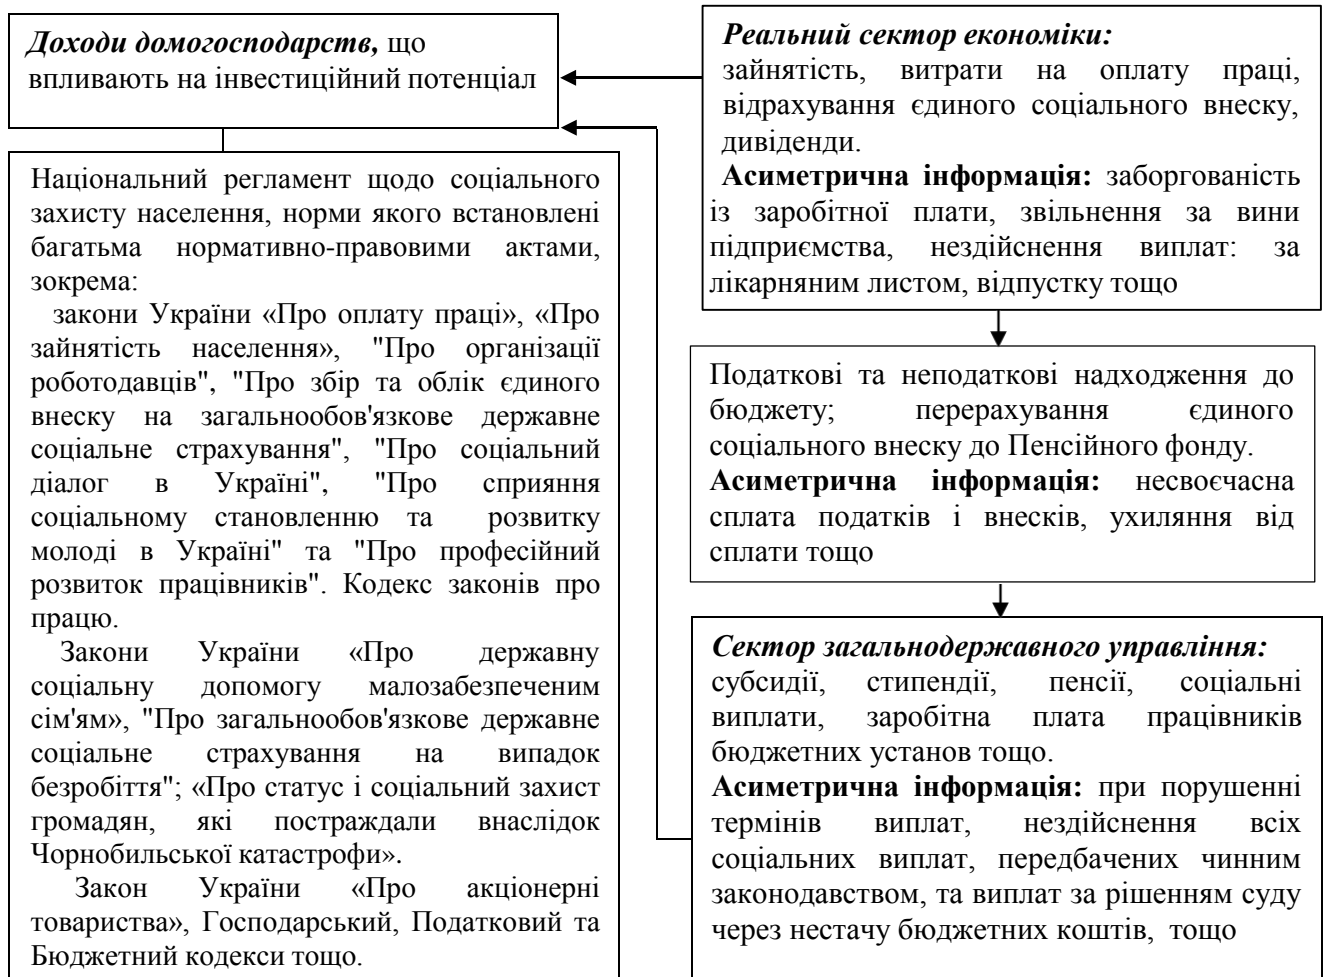 Доходи домогосподарств, що
впливають на інвестиційний потенціал
Національний регламент щодо соціального
захисту населення, норми якого встановлені
багатьма нормативно-правовими актами,
зокрема:
закони України «Про оплату праці», «Про
зайнятість населення», "Про організації
роботодавців", "Про збір та облік єдиного
внеску на загальнообов'язкове державне
соціальне страхування", "Про соціальний
діалог в Україні", "Про сприяння
соціальному становленню та розвитку
молоді в Україні" та "Про професійний
розвиток працівників". Кодекс законів про
працю.
Закони України «Про державну
соціальну допомогу малозабезпеченим
сім'ям», "Про загальнообов'язкове державне
соціальне страхування на випадок
безробіття"; «Про статус і соціальний захист
громадян, які постраждали внаслідок
Чорнобильської катастрофи».
Закон України «Про акціонерні
товариства», Господарський, Податковий та
Бюджетний кодекси тощо.
Реальний сектор економіки:
зайнятість, витрати на оплату праці,
відрахування єдиного соціального внеску,
дивіденди.
Асиметрична інформація: заборгованість
із заробітної плати, звільнення за вини
підприємства, нездійснення виплат: за
лікарняним листом, відпустку тощо
Податкові та неподаткові надходження до
бюджету; перерахування єдиного
соціального внеску до Пенсійного фонду.
Асиметрична інформація: несвоєчасна
сплата податків і внесків, ухиляння від
сплати тощо
Сектор загальнодержавного управління:
субсидії, стипендії, пенсії, соціальні
виплати, заробітна плата працівників
бюджетних установ тощо.
Асиметрична інформація: при порушенні
термінів виплат, нездійснення всіх
соціальних виплат, передбачених чинним
законодавством, та виплат за рішенням суду
через нестачу бюджетних коштів, тощо